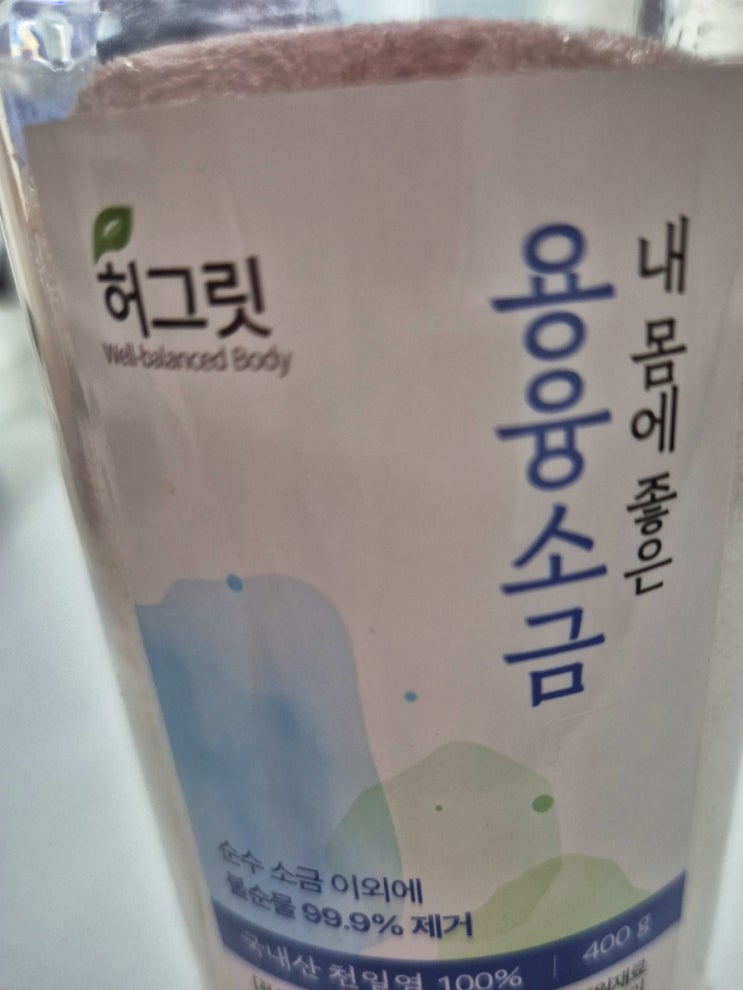 허그릿
Well-balanced Body
내 몸에 좋은
용융소금
순수 소금 이외에
불순물 99.9% 제거
국내산 천일염 100% | 400 g